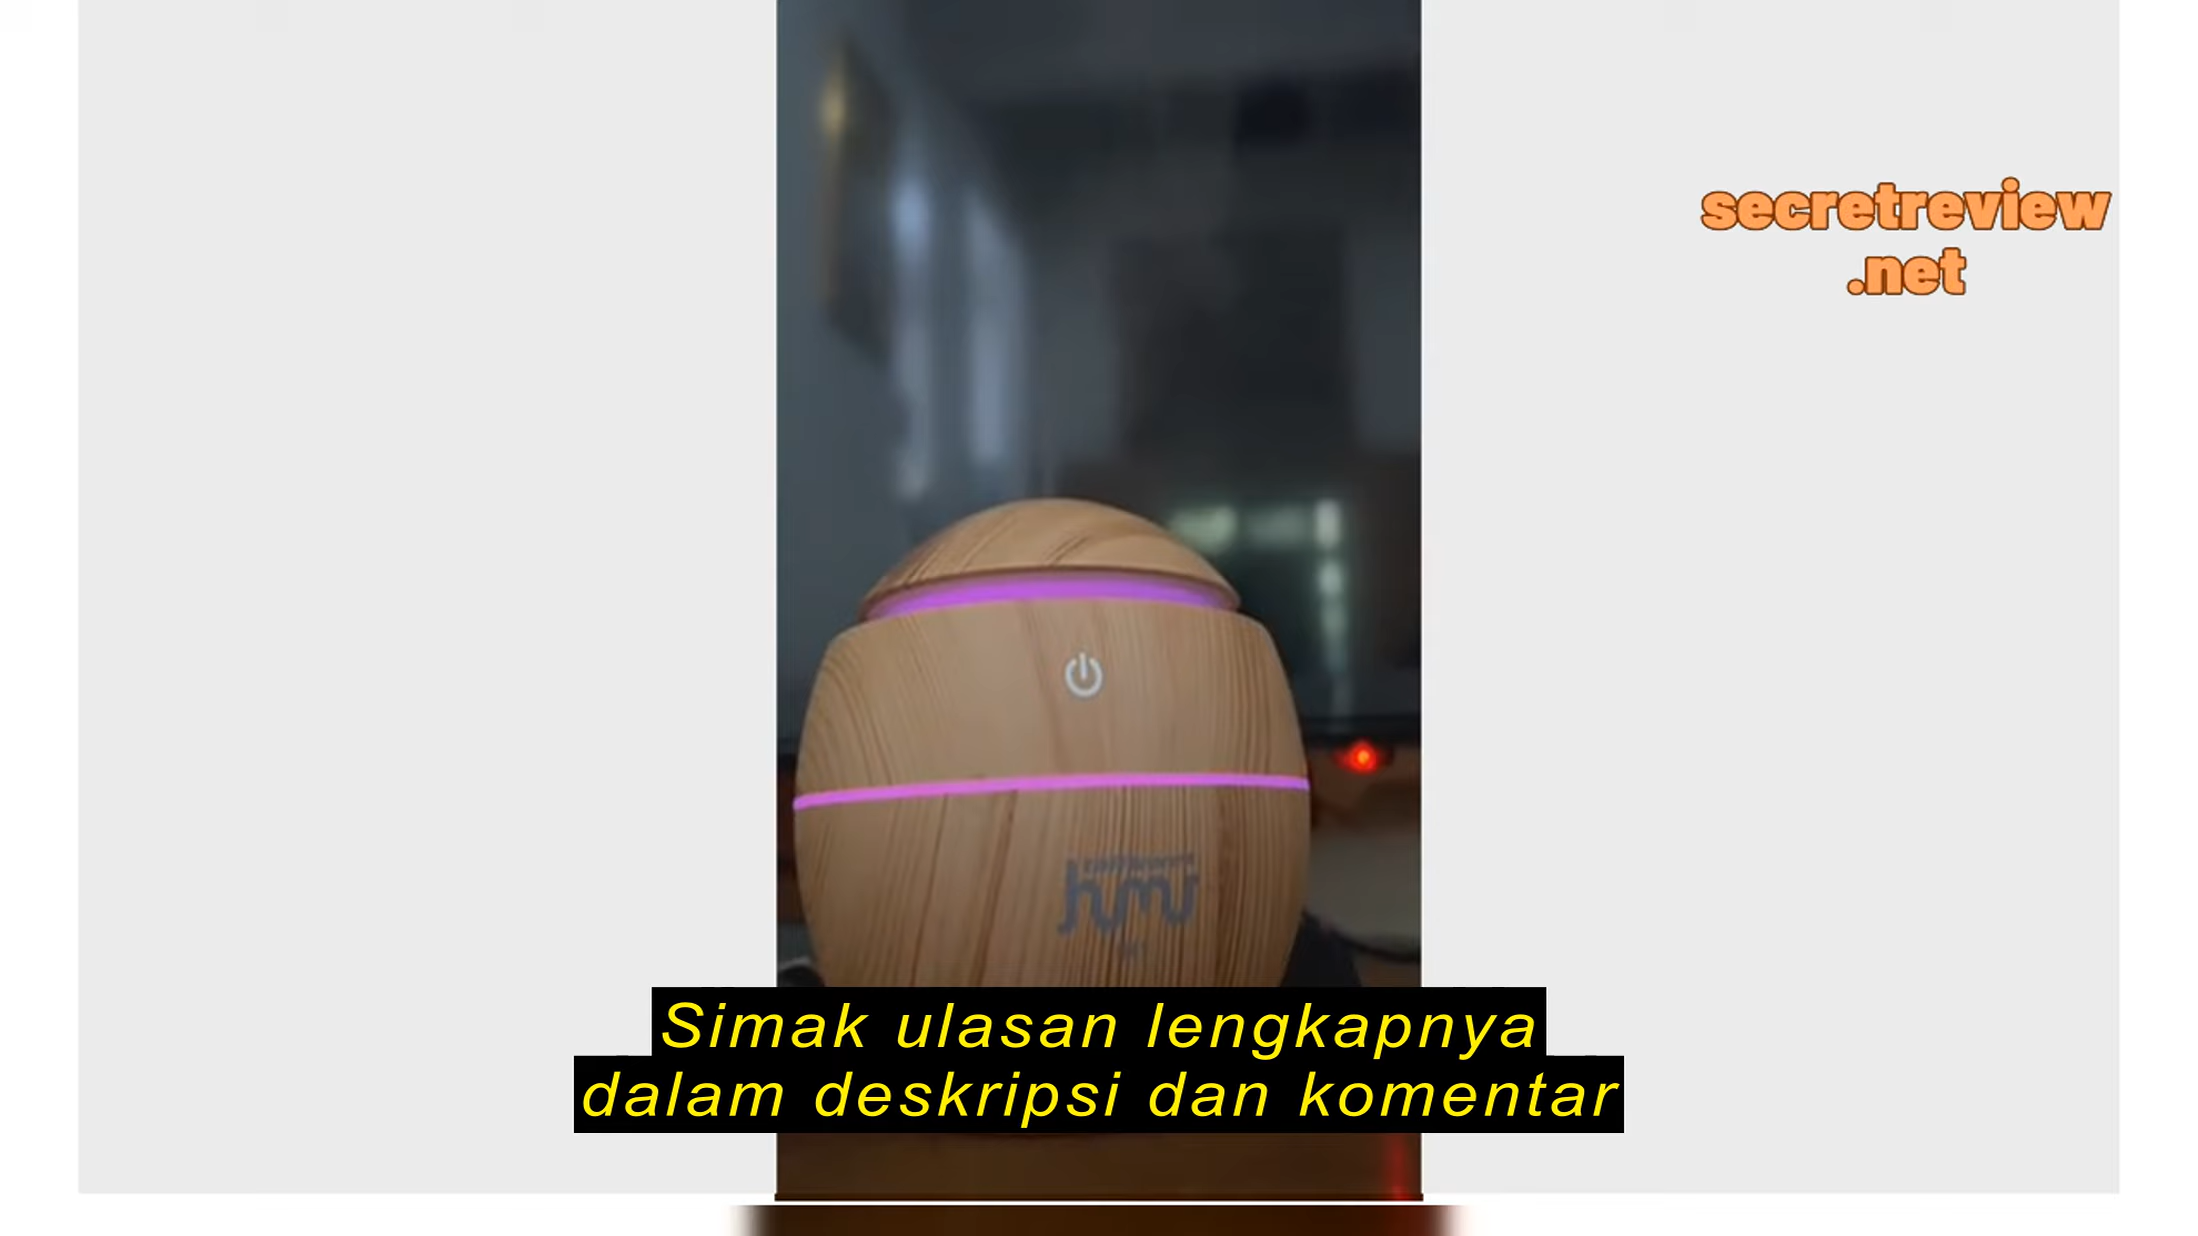 secretreview
.net
Simak ulasan lengkapnya
dalam deskripsi dan komentar